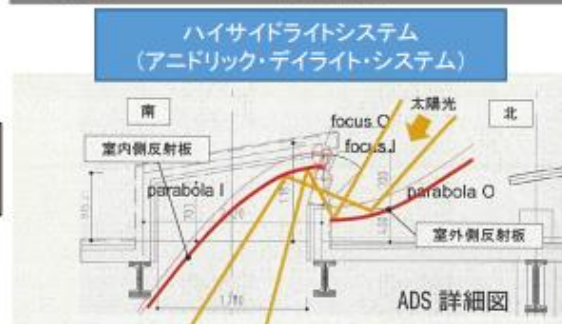 ハイサイドライトシステム
(アニドリック・デイライト・システム)
南
太陽光
北
focus O
focus I
室内側反射板
parabola I
parabola O
室外側反射板
ADS 詳細図